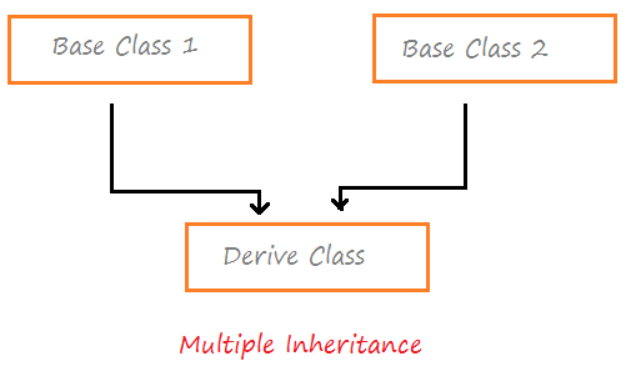 Base Class 1
Base Class 2
Derive Class
Multiple Inheritance